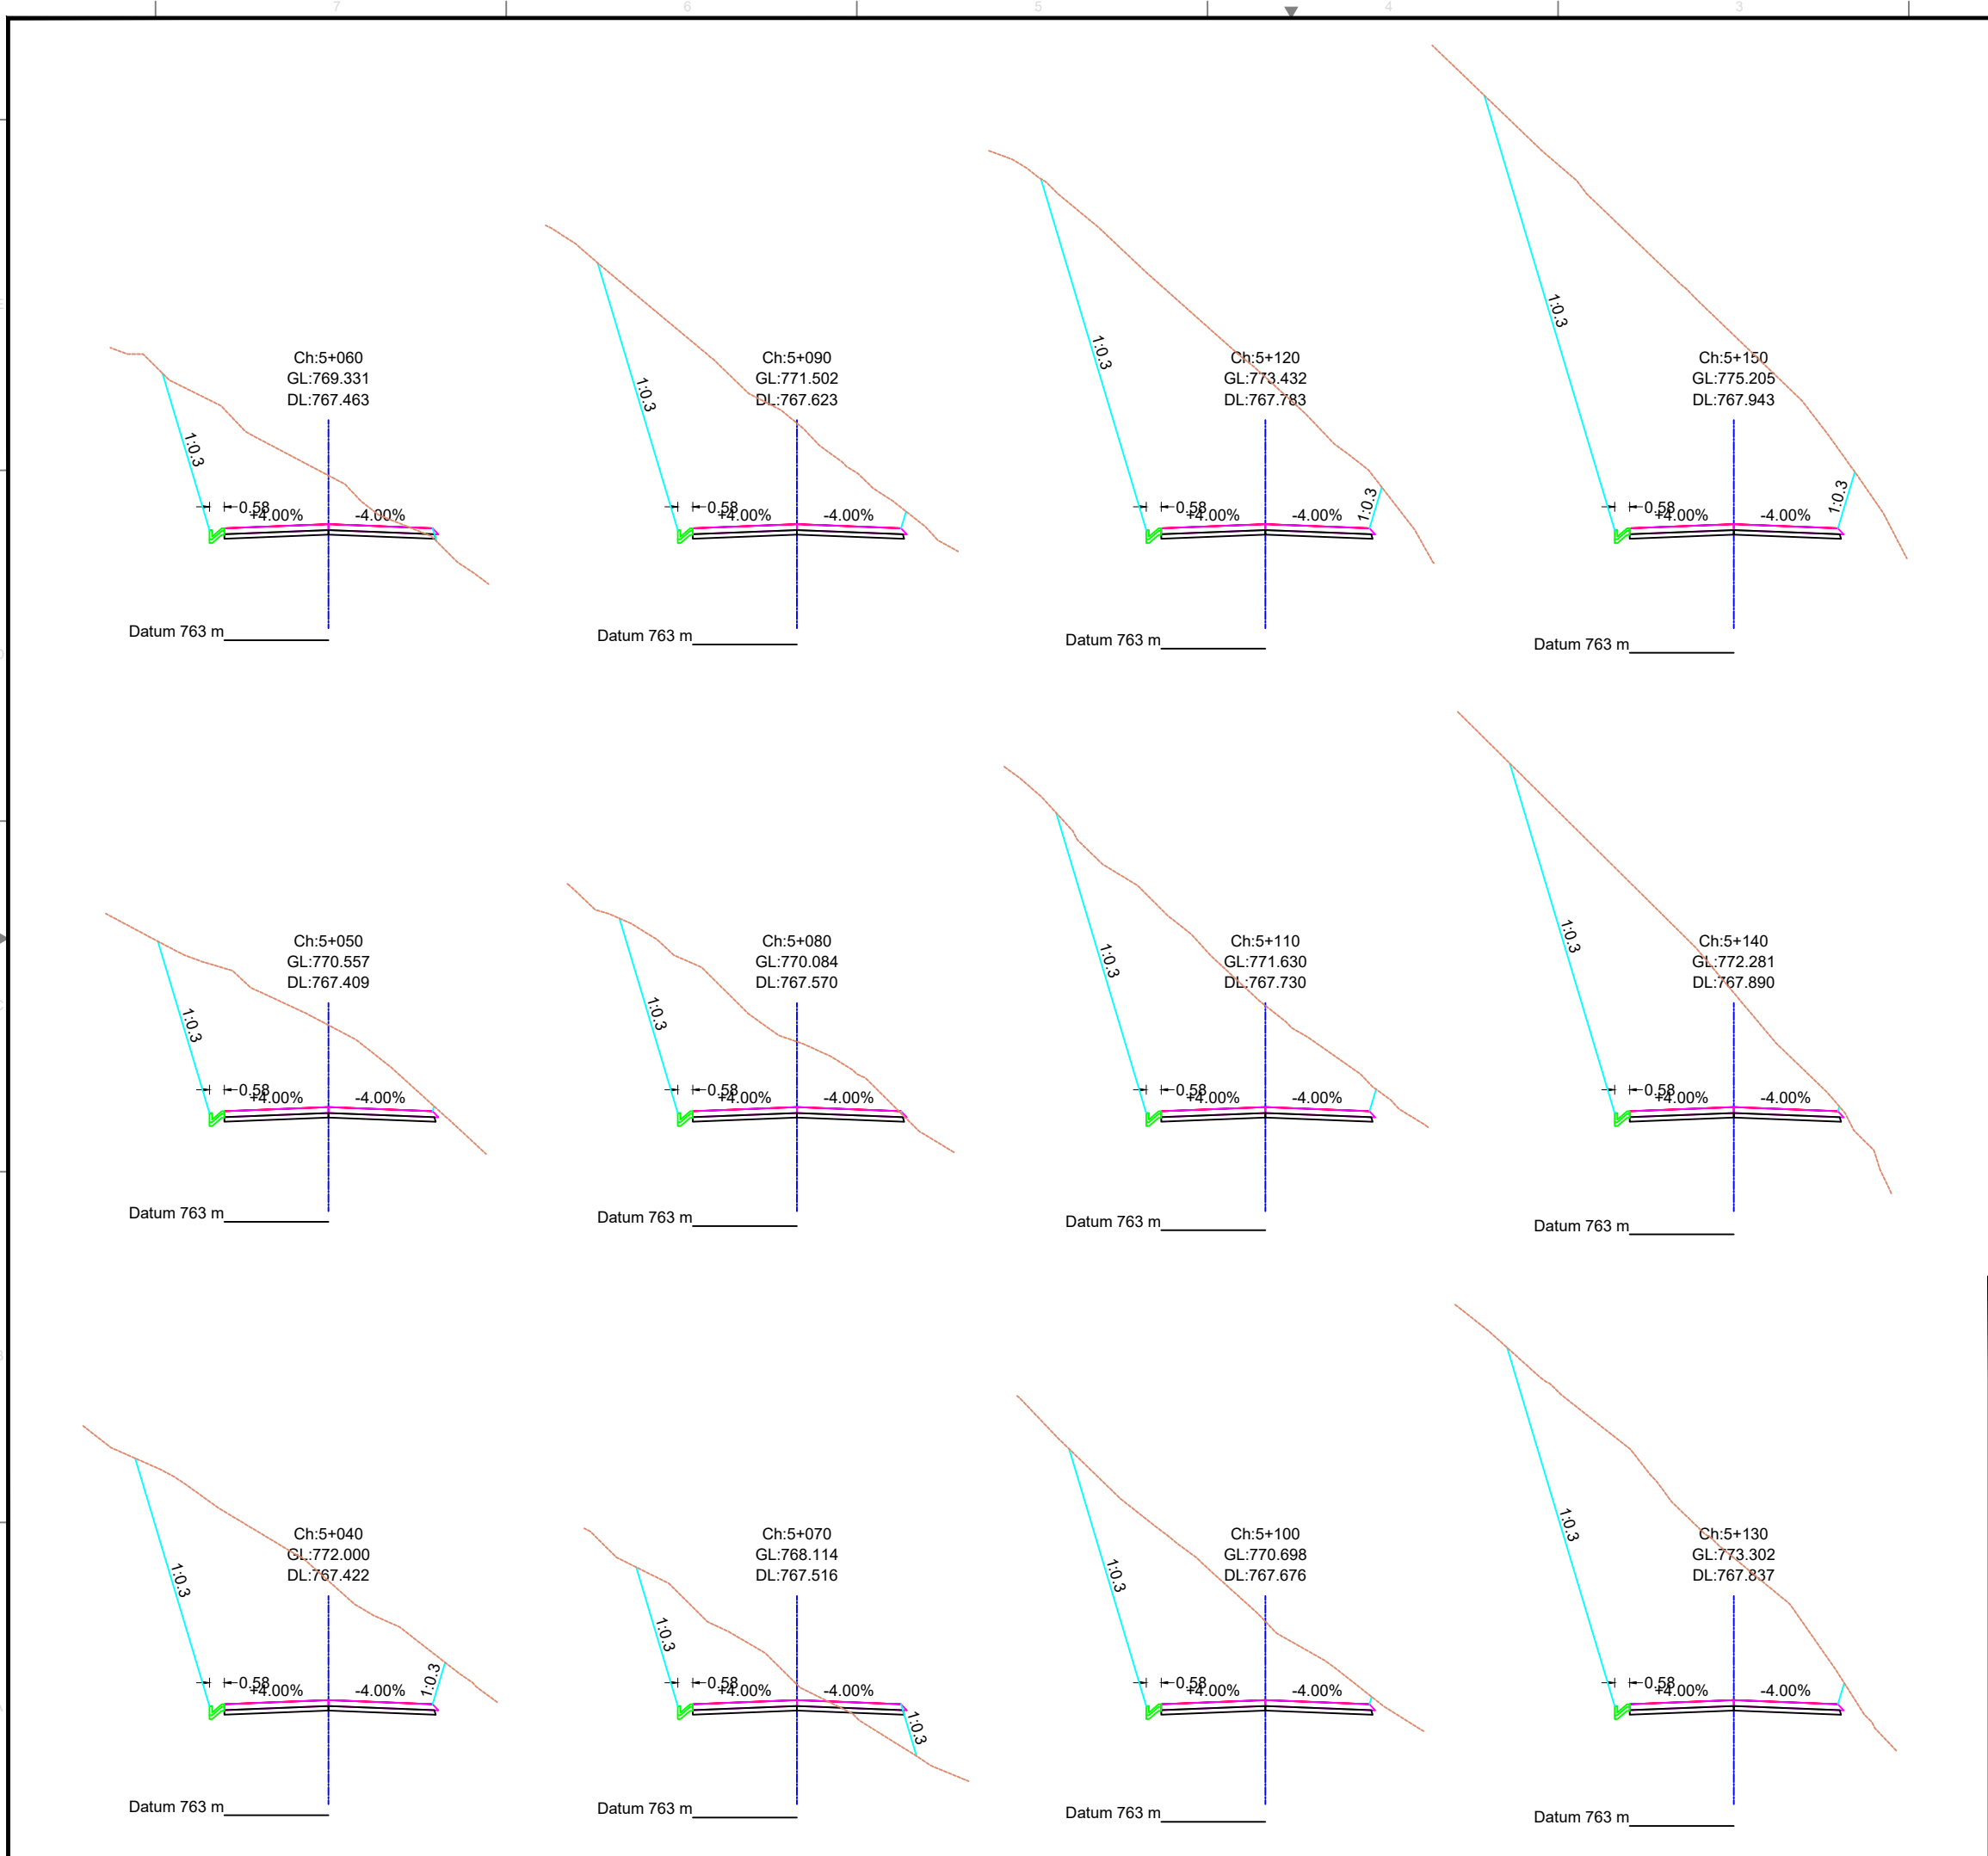 7 6 5 4 3
Ch:5+060
GL:769.331
DL:767.463
1:0.3
0.58
+4.00%
-4.00%
Datum 763 m
Ch:5+090
GL:771.502
DL:767.623
1:0.3
0.58
+4.00%
-4.00%
Datum 763 m
Ch:5+120
GL:773.432
DL:767.783
1:0.3
0.58
+4.00%
-4.00%
1:0.3
Datum 763 m
Ch:5+150
GL:775.205
DL:767.943
1:0.3
0.58
+4.00%
-4.00%
1:0.3
Datum 763 m
Ch:5+050
GL:770.557
DL:767.409
1:0.3
0.58
+4.00%
-4.00%
Datum 763 m
Ch:5+080
GL:770.084
DL:767.570
1:0.3
0.58
+4.00%
-4.00%
Datum 763 m
Ch:5+110
GL:771.630
DL:767.730
1:0.3
0.58
+4.00%
-4.00%
Datum 763 m
Ch:5+140
GL:772.281
DL:767.890
1:0.3
0.58
+4.00%
-4.00%
Datum 763 m
Ch:5+040
GL:772.000
DL:767.422
1:0.3
0.58
+4.00%
-4.00%
1:0.3
Datum 763 m
Ch:5+070
GL:768.114
DL:767.516
1:0.3
0.58
+4.00%
-4.00%
1:0.3
Datum 763 m
Ch:5+100
GL:770.698
DL:767.676
1:0.3
0.58
+4.00%
-4.00%
Datum 763 m
Ch:5+130
GL:773.302
DL:767.837
1:0.3
0.58
+4.00%
-4.00%
Datum 763 m